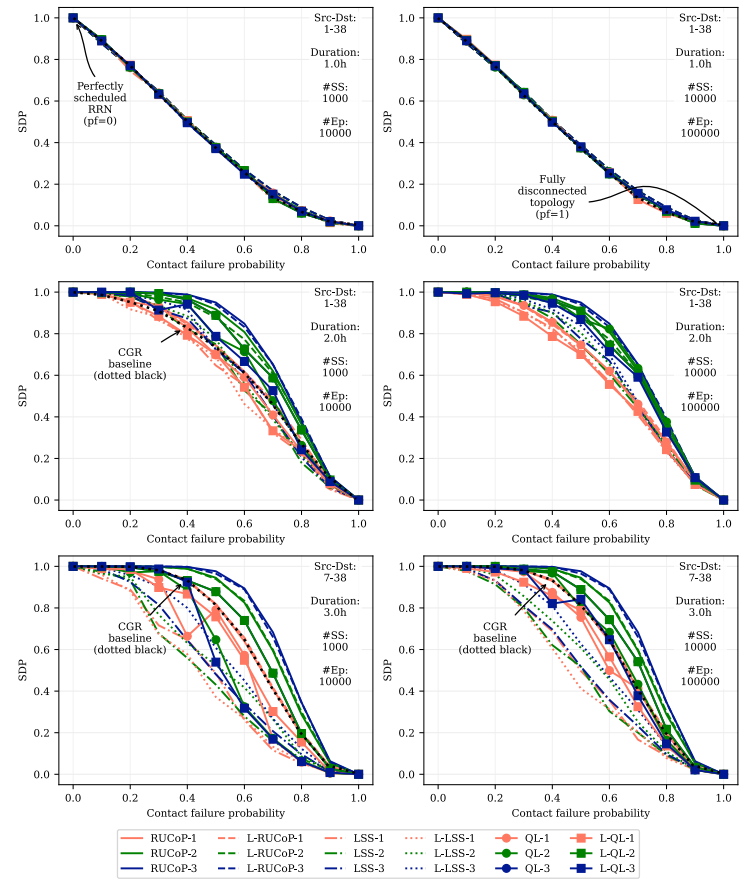 1.0
0.8
0.6
0.4
0.2
0.0
SDP
0.0 0.2 0.4 0.6 0.8 1.0
Contact failure probability
Perfectly
scheduled
RRN
(pf=0)
Src-Dst:
1-38
Duration:
1.0h
#SS:
1000
#Ep:
10000
1.0
0.8
0.6
0.4
0.2
0.0
SDP
0.0 0.2 0.4 0.6 0.8 1.0
Contact failure probability
Fully
disconnected
topology
(pf=1)
Src-Dst:
1-38
Duration:
1.0h
#SS:
10000
#Ep:
100000
1.0
0.8
0.6
0.4
0.2
0.0
SDP
0.0 0.2 0.4 0.6 0.8 1.0
Contact failure probability
CGR
baseline
(dotted black)
Src-Dst:
1-38
Duration:
2.0h
#SS:
1000
#Ep:
10000
1.0
0.8
0.6
0.4
0.2
0.0
SDP
0.0 0.2 0.4 0.6 0.8 1.0
Contact failure probability
Src-Dst:
1-38
Duration:
2.0h
#SS:
10000
#Ep:
100000
1.0
0.8
0.6
0.4
0.2
0.0
SDP
0.0 0.2 0.4 0.6 0.8 1.0
Contact failure probability
CGR
baseline
(dotted black)
Src-Dst:
7-38
Duration:
3.0h
#SS:
1000
#Ep:
10000
1.0
0.8
0.6
0.4
0.2
0.0
SDP
0.0 0.2 0.4 0.6 0.8 1.0
Contact failure probability
CGR
baseline
(dotted black)
Src-Dst:
7-38
Duration:
3.0h
#SS:
10000
#Ep:
100000
RUCoP-1 L-RUCoP-1 LSS-1 L-LSS-1 QL-1 L-QL-1
RUCoP-2 L-RUCoP-2 LSS-2 L-LSS-2 QL-2 L-QL-2
RUCoP-3 L-RUCoP-3 LSS-3 L-LSS-3 QL-3 L-QL-3